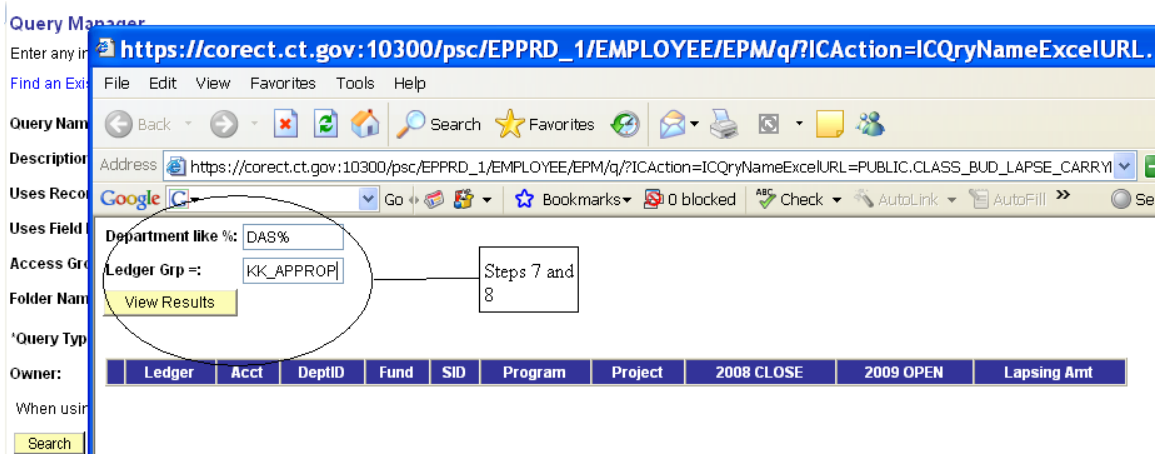 Query Manager
Enter any in
Find an Exis
Query Nam
Description
Uses Recor
Uses Field
Access Gro
Folder Nam
*Query Typ
Owner:
When usin
Search
https://corect.ct.gov:10300/psc/EPPRD_1/EMPLOYEE/EPM/q/?ICAction=ICQryNameExcelURL.
File Edit View Favorites Tools Help
Back Search Favorites
Address https://corect.ct.gov:10300/psc/EPPRD_1/EMPLOYEE/EPM/q/?ICAction=ICQryNameExcelURL=PUBLIC.CLASS_BUD_LAPSE_CARRY
Google G Go Bookmarks 0 blocked ABC Check AutoLink AutoFill » Se
Department like %: DAS%
Ledger Grp =: KK_APPROP
View Results
Steps 7 and
8
Ledger Acct DeptID Fund SID Program Project 2008 CLOSE 2009 OPEN Lapsing Amt